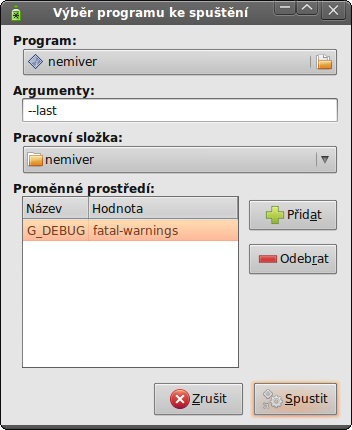 Výběr programu ke spuštění
Program:
nemiver
Argumenty:
--last
Pracovní složka:
nemiver
Proměnné prostředí:
Název Hodnota
G_DEBUG fatal-warnings
Přidat
Odebrat
Zrušit Spustit